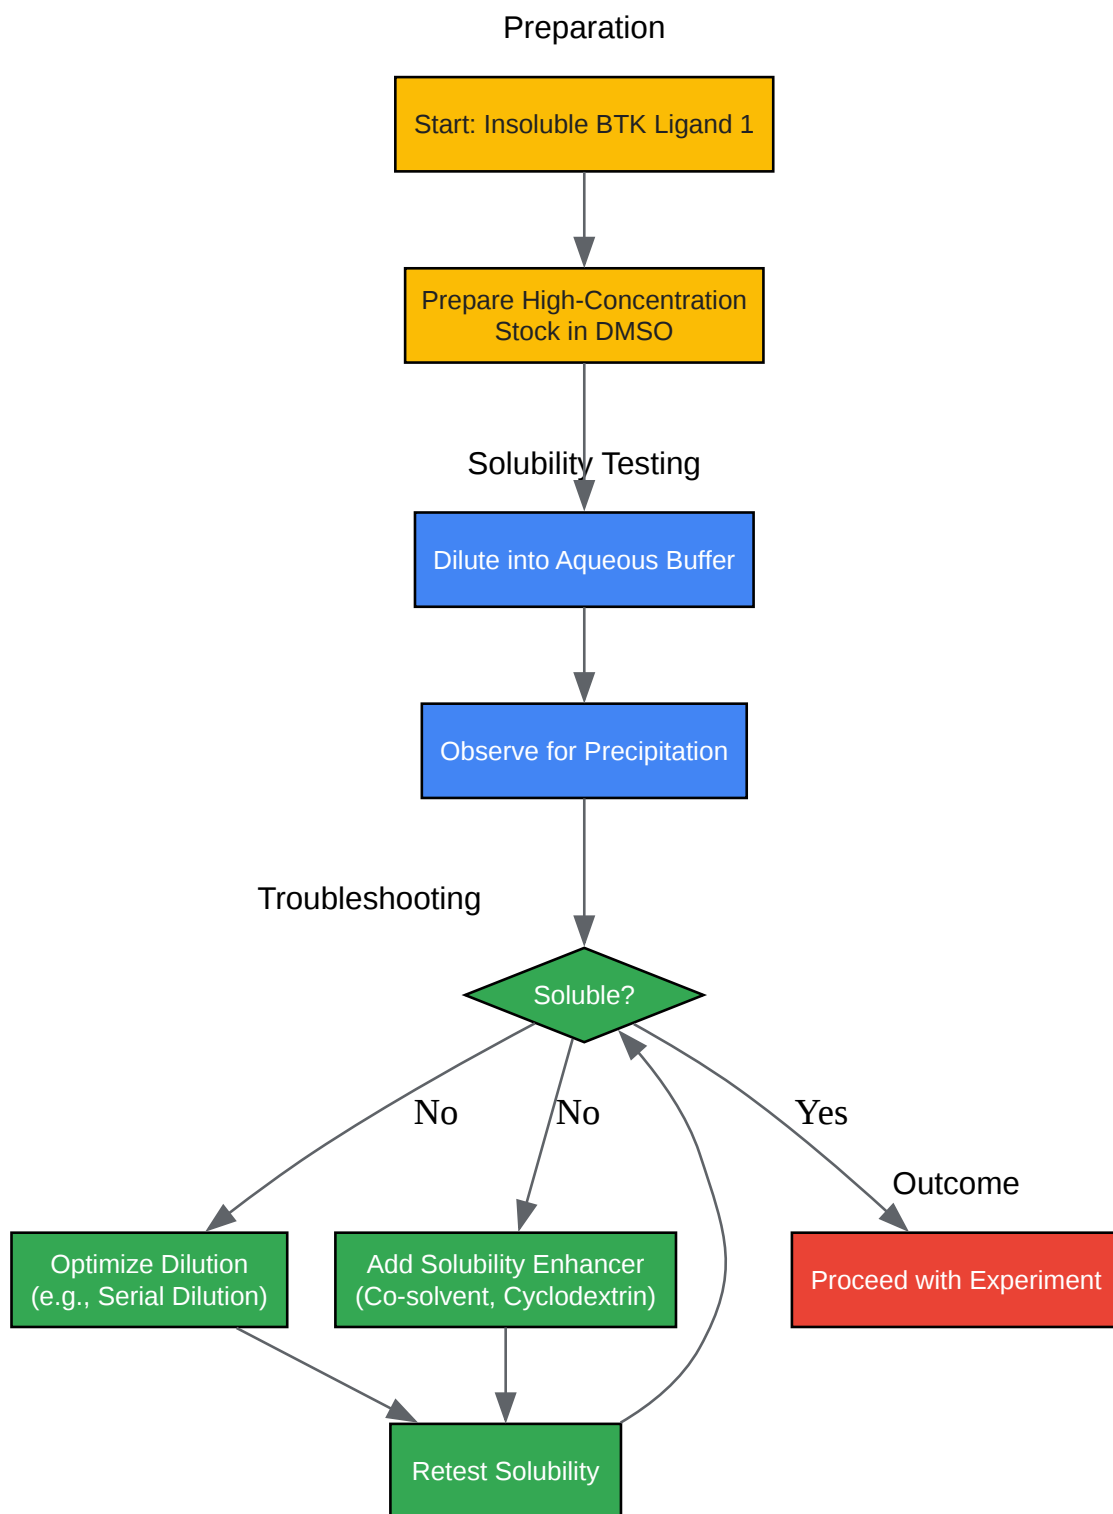 Preparation
Start: Insoluble BTK Ligand 1
Prepare High-Concentration
Stock in DMSO
Solubility Testing
Dilute into Aqueous Buffer
Observe for Precipitation
Troubleshooting
Soluble?
No
No
Yes
Outcome
Optimize Dilution
(e.g., Serial Dilution)
Add Solubility Enhancer
(Co-solvent, Cyclodextrin)
Proceed with Experiment
Retest Solubility